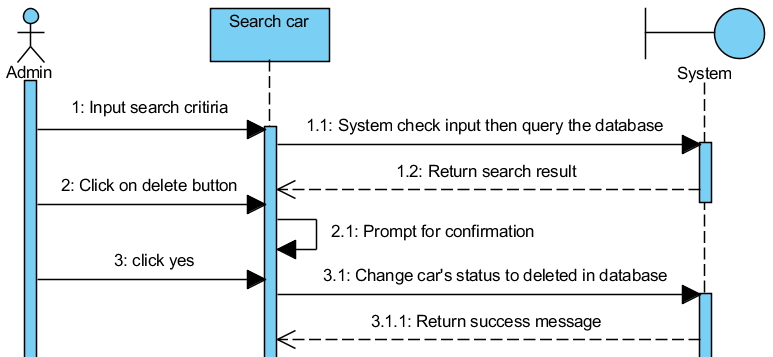 Search car
Admin
System
1: Input search critiria
1.1: System check input then query the database
1.2: Return search result
2: Click on delete button
2.1: Prompt for confirmation
3: click yes
3.1: Change car's status to deleted in database
3.1.1: Return success message